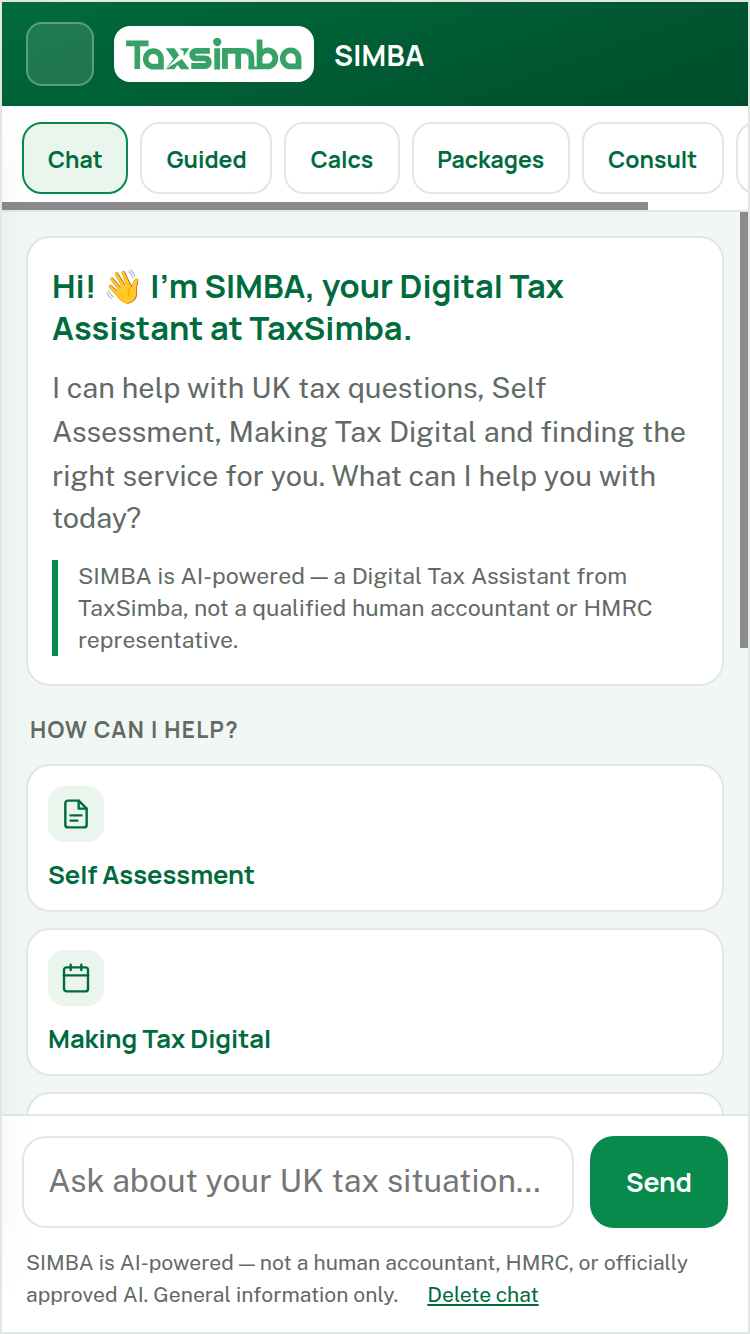 Taxsimba SIMBA
Chat Guided Calcs Packages Consult
Hi! 👋 I’m SIMBA, your Digital Tax
Assistant at TaxSimba.
I can help with UK tax questions, Self
Assessment, Making Tax Digital and finding the
right service for you. What can I help you with
today?
SIMBA is AI-powered — a Digital Tax Assistant from
TaxSimba, not a qualified human accountant or HMRC
representative.
HOW CAN I HELP?
Self Assessment
Making Tax Digital
Ask about your UK tax situation...
Send
SIMBA is AI-powered — not a human accountant, HMRC, or officially
approved AI. General information only. Delete chat